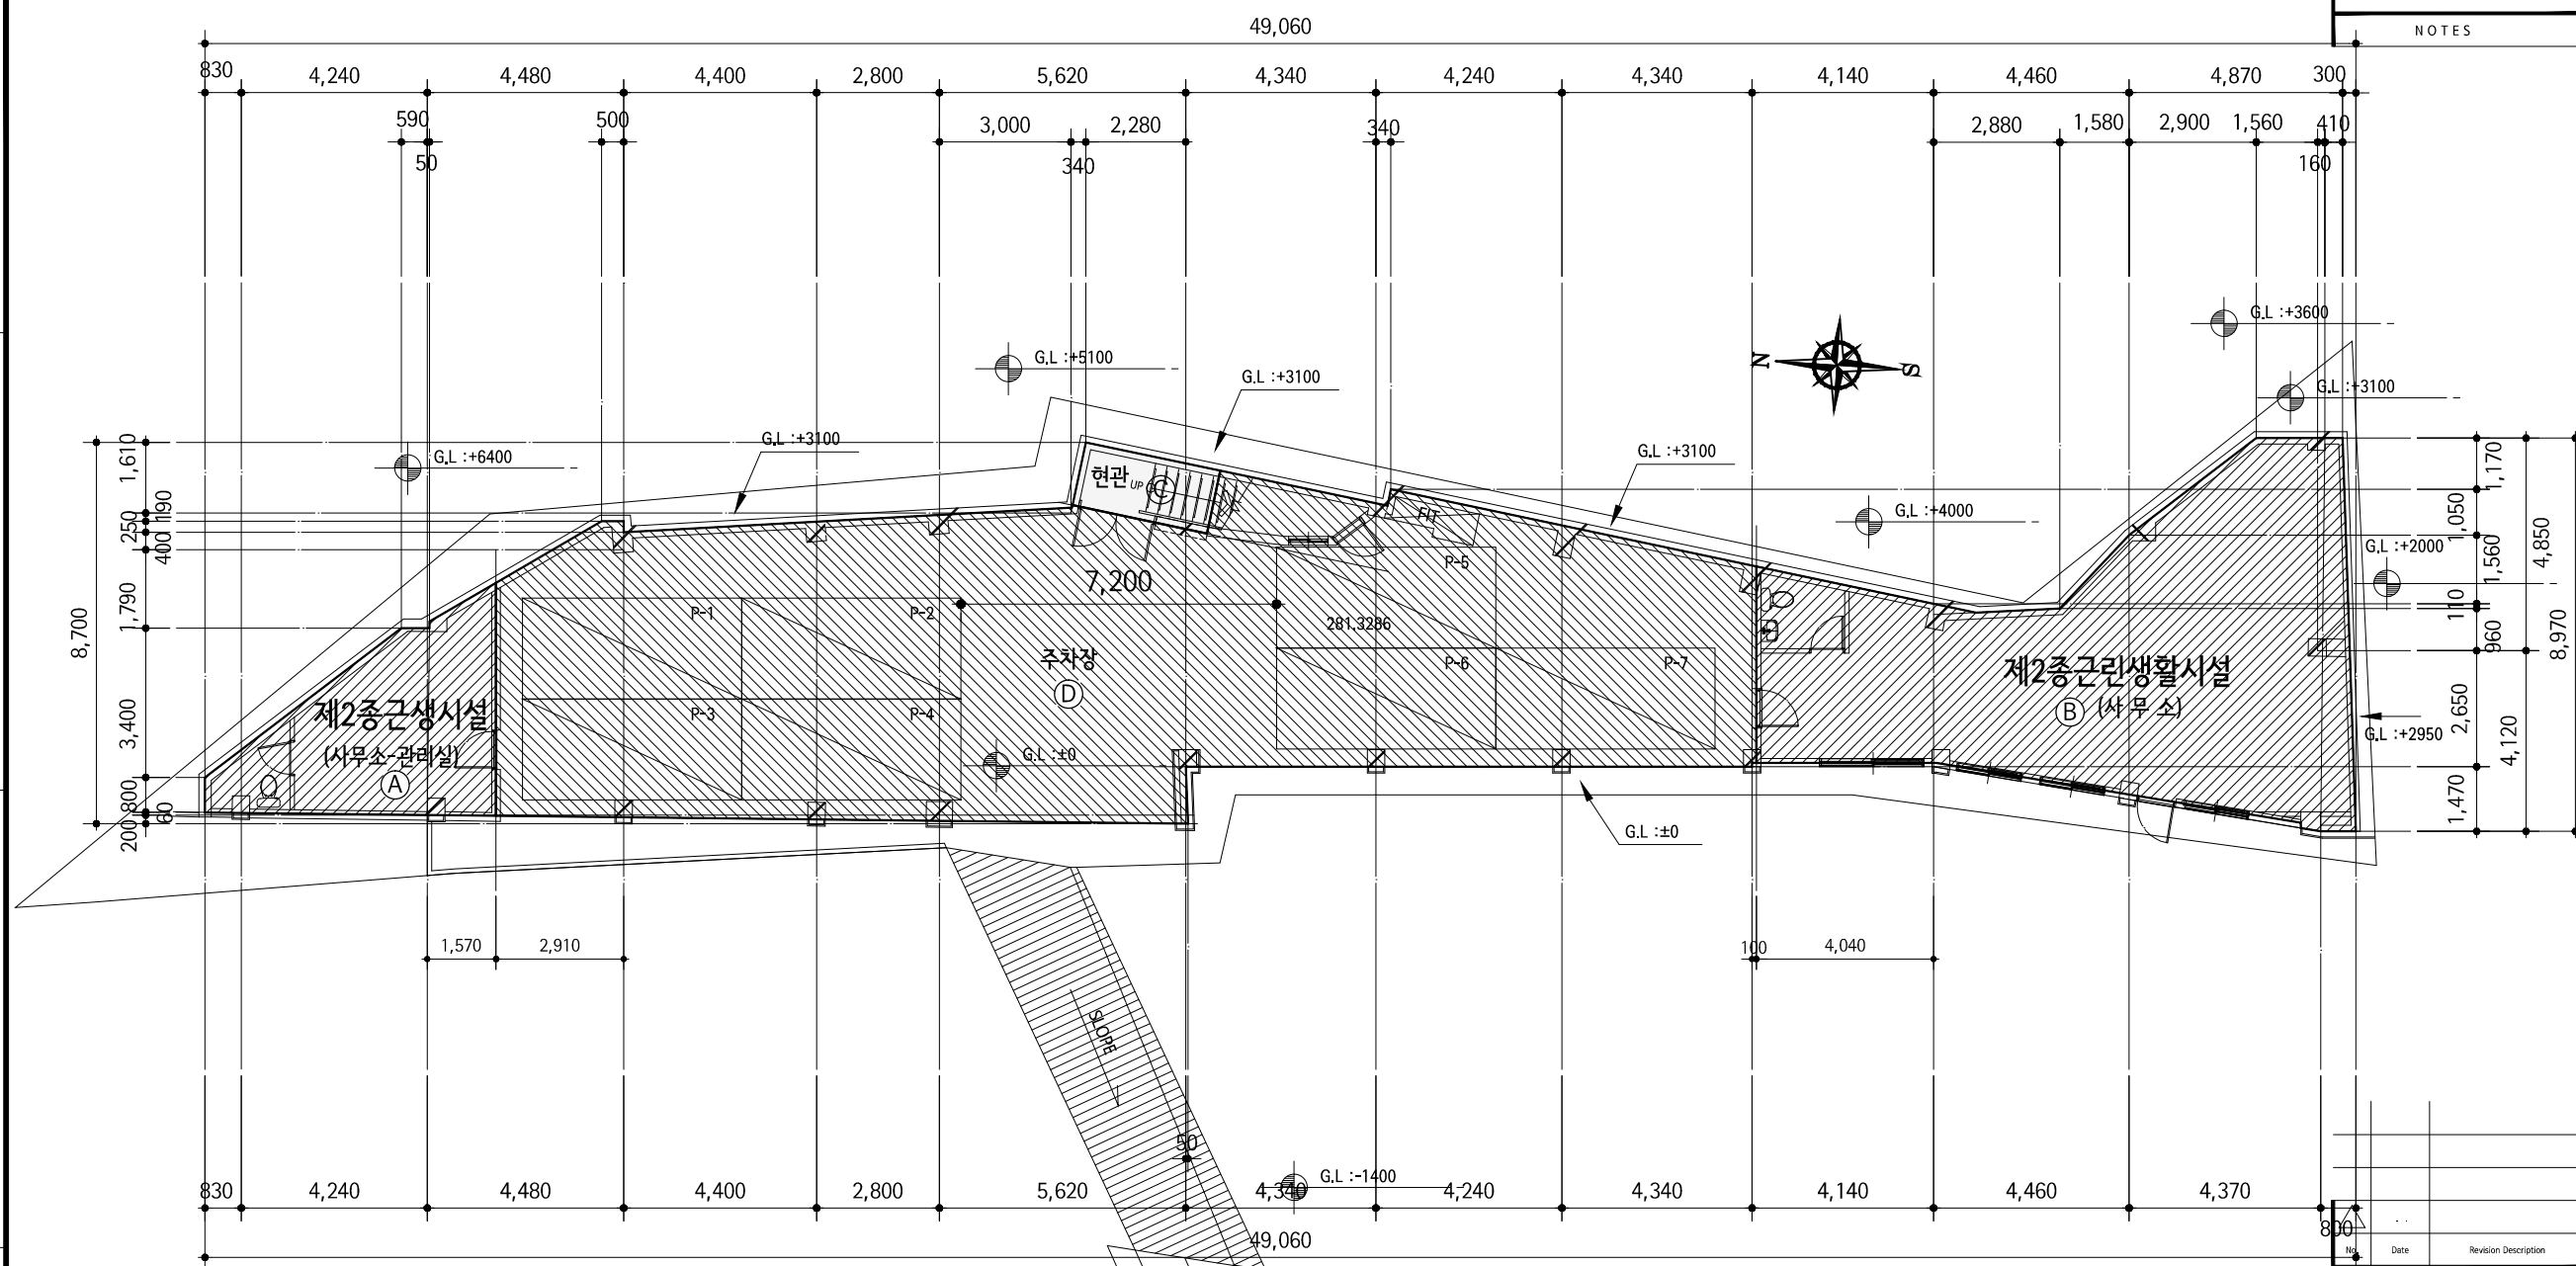 NOTES
49,060
830 4,240 4,480 4,400 2,800 5,620 4,340 4,240 4,340 4,140 4,460 4,870 300
590 500 3,000 2,280 340 2,880 1,580 2,900 1,560 410
50 340 160
G.L :+3600
G.L :+5100
G.L :+3100
N S
G.L :+3100
G.L :+3100
G.L :+6400
G.L :+3100
G.L :+4000
G.L :+2000
현관 UP C
PIT
8,700
1,610
190
250
400
1,790
3,400
800
60
200
1,170
1,050
1,560
110
960
2,650
1,470
4,850
4,120
8,970
P-5
7,200
P-1 P-2
281.3286
주차장
D
P-6 P-7
P-3 P-4
제2종근생시설
(사무소-관리실)
A
제2종근린생활시설
B (사 무 소)
G.L :+2950
G.L :±0
G.L :±0
1,570 2,910
100 4,040
SLOPE
50
G.L :-1400
830 4,240 4,480 4,400 2,800 5,620 4,340 4,240 4,340 4,140 4,460 4,370
800
49,060
No. Date Revision Description